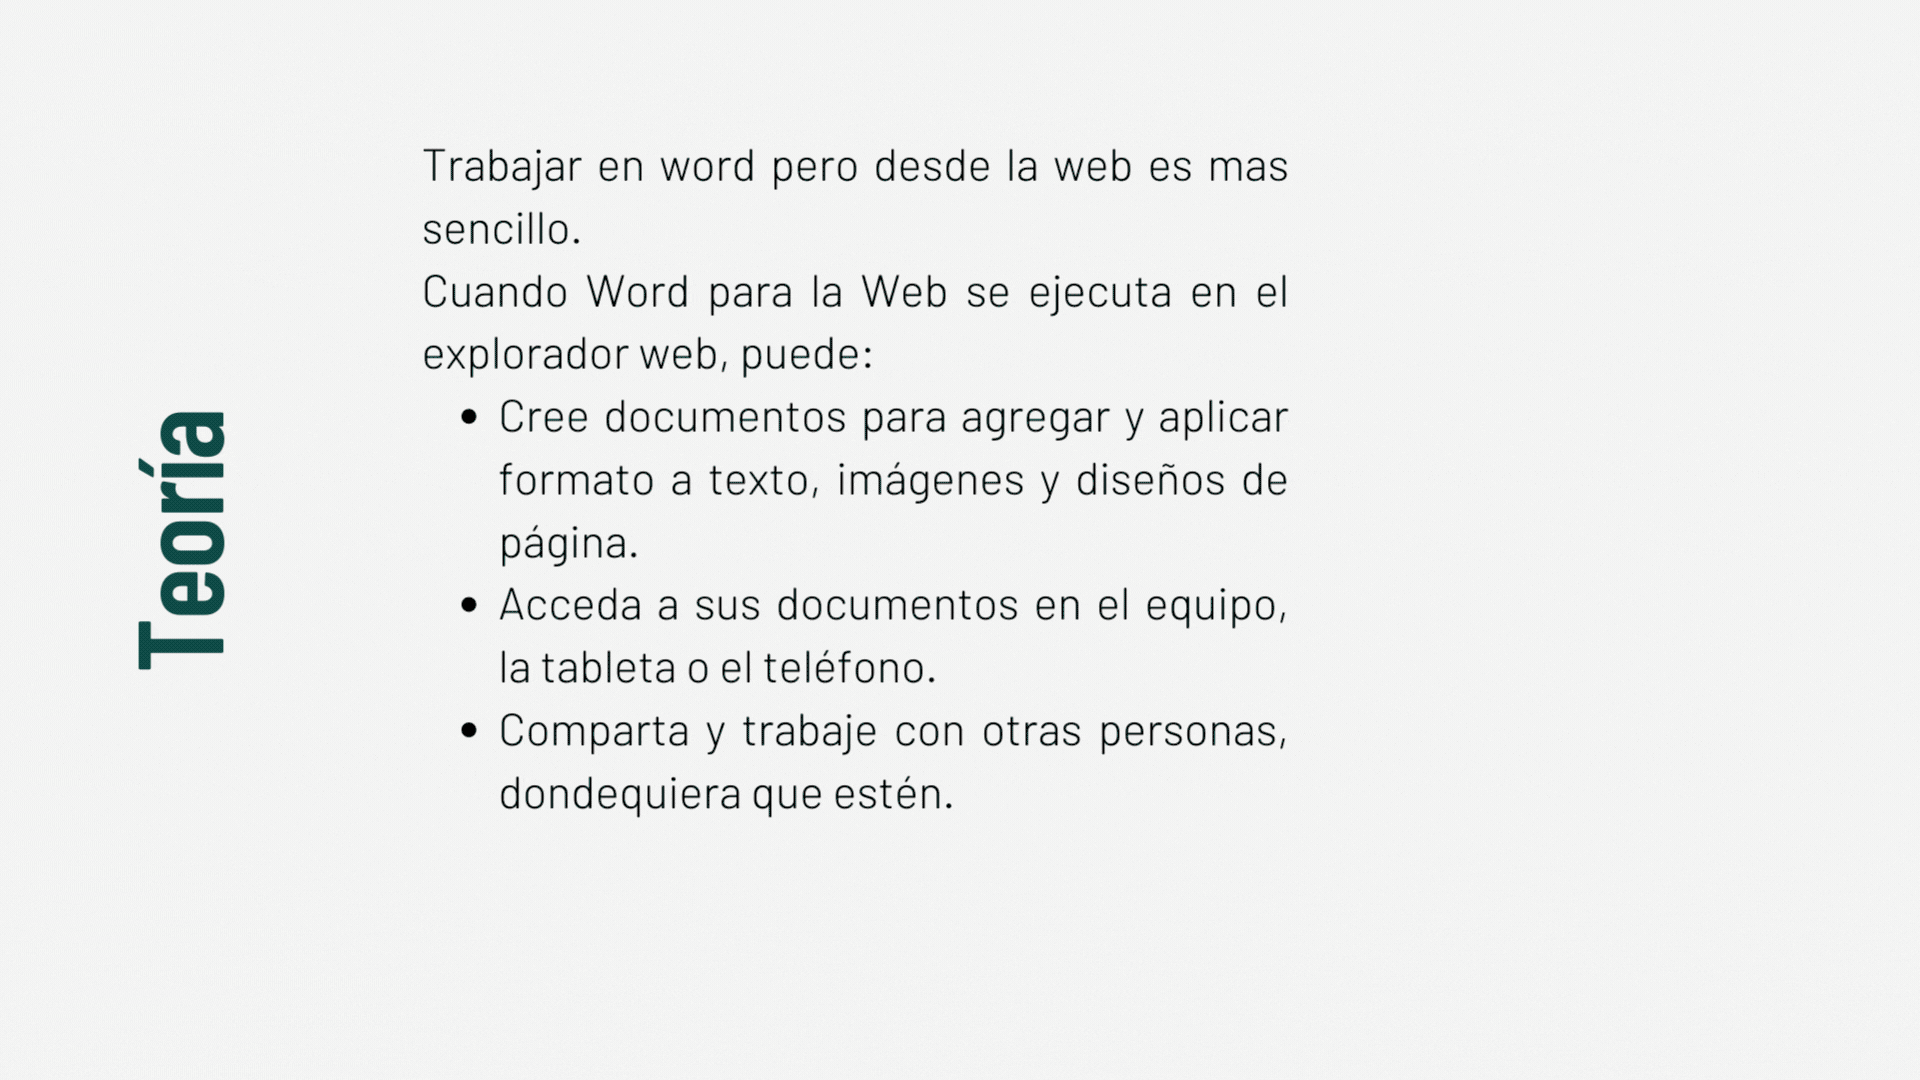 Teoría
Trabajar en word pero desde la web es mas
sencillo.
Cuando Word para la Web se ejecuta en el
explorador web, puede:
• Cree documentos para agregar y aplicar
formato a texto, imágenes y diseños de
página.
• Acceda a sus documentos en el equipo,
la tableta o el teléfono.
• Comparta y trabaje con otras personas,
dondequiera que estén.